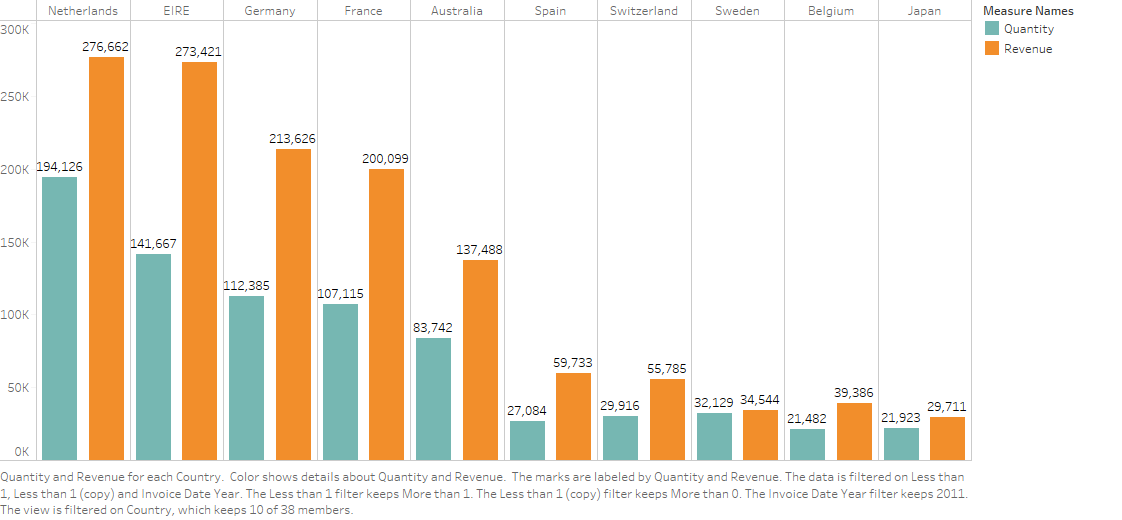 Netherlands EIRE Germany France Australia Spain Switzerland Sweden Belgium Japan
Measure Names
Quantity
Revenue
300K
250K
200K
150K
100K
50K
0K
194,126 276,662
141,667 273,421
112,385 213,626
107,115 200,099
83,742 137,488
27,084 59,733
29,916 55,785
32,129 34,544
21,482 39,386
21,923 29,711
Quantity and Revenue for each Country. Color shows details about Quantity and Revenue. The marks are labeled by Quantity and Revenue. The data is filtered on Less than
1, Less than 1 (copy) and Invoice Date Year. The Less than 1 filter keeps More than 1. The Less than 1 (copy) filter keeps More than 0. The Invoice Date Year filter keeps 2011.
The view is filtered on Country, which keeps 10 of 38 members.